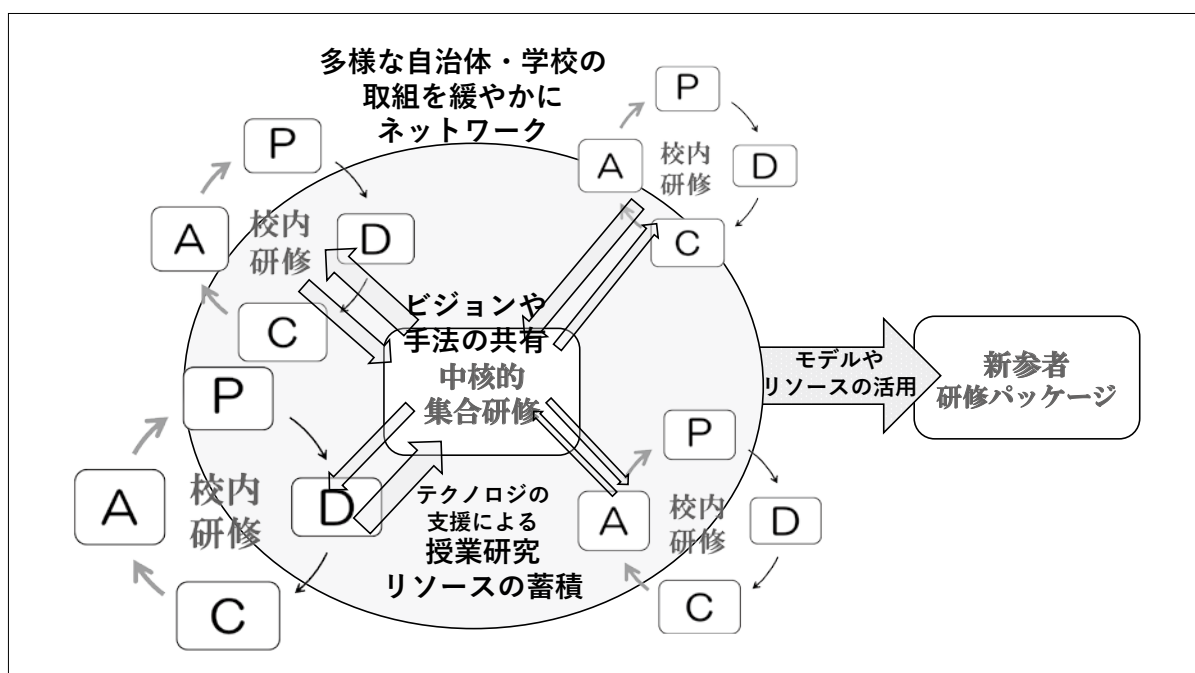 多様な自治体・学校の
取組を緩やかに
ネットワーク
P
A
校内
研修
D
C
P
A
校内
研修
D
C
ビジョンや
手法の共有
中核的
集合研修
モデルや
リソースの活用
新参者
研修パッケージ
P
A
校内
研修
D
C
テクノロジの
支援による
授業研究
リソースの蓄積
P
A
校内
研修
D
C